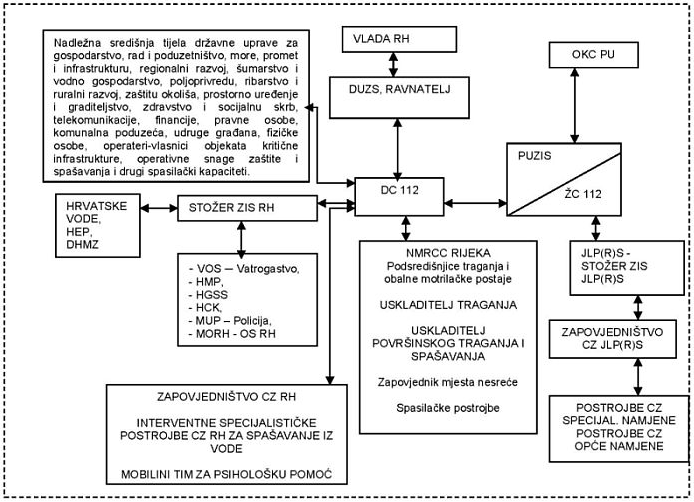 Nadležna središnja tijela državne uprave za
gospodarstvo, rad i poduzetništvo, more, promet
i infrastrukturu, regionalni razvoj, šumarstvo i
vodno gospodarstvo, poljoprivredu, ribarstvo i
ruralni razvoj, zaštitu okoliša, prostorno uređenje
i graditeljstvo, zdravstvo i socijalnu skrb,
telekomunikacije, financije, pravne osobe,
komunalna poduzeća, udruge građana, fizičke
osobe, operateri-vlasnici objekata kritične
infrastrukture, operativne snage zaštite i
spašavanja i drugi spasilački kapaciteti.
VLADA RH
DUZS, RAVNATELJ
OKC PU
PUZIS
ŽC 112
DC 112
HRVATSKE
VODE,
HEP,
DHMZ
STOŽER ZIS RH
- VOS – Vatrogastvo,
- HMP,
- HGSS
- HCK,
- MUP – Policija,
- MORH - OS RH
NMRCC RIJEKA
Podsredišnjice traganja i
obalne motrilačke postaje
USKLADITELJ TRAGANJA
USKLADITELJ
POVRŠINSKOG TRAGANJA I
SPAŠAVANJA
Zapovjednik mjesta nesreće
Spasilačke postrojbe
JLP(R)S -
STOŽER ZIS
JLP(R)S
ZAPOVJEDNIŠTVO
CZ JLP(R)S
POSTROJBE CZ
SPECIJAL. NAMJENE
POSTROJBE CZ
OPĆE NAMJENE
ZAPOVJEDNIŠTVO CZ RH
INTERVENTNE SPECIJALISTIČKE
POSTROJBE CZ RH ZA SPAŠAVANJE IZ
VODE
MOBILINI TIM ZA PSIHOLOŠKU POMOĆ